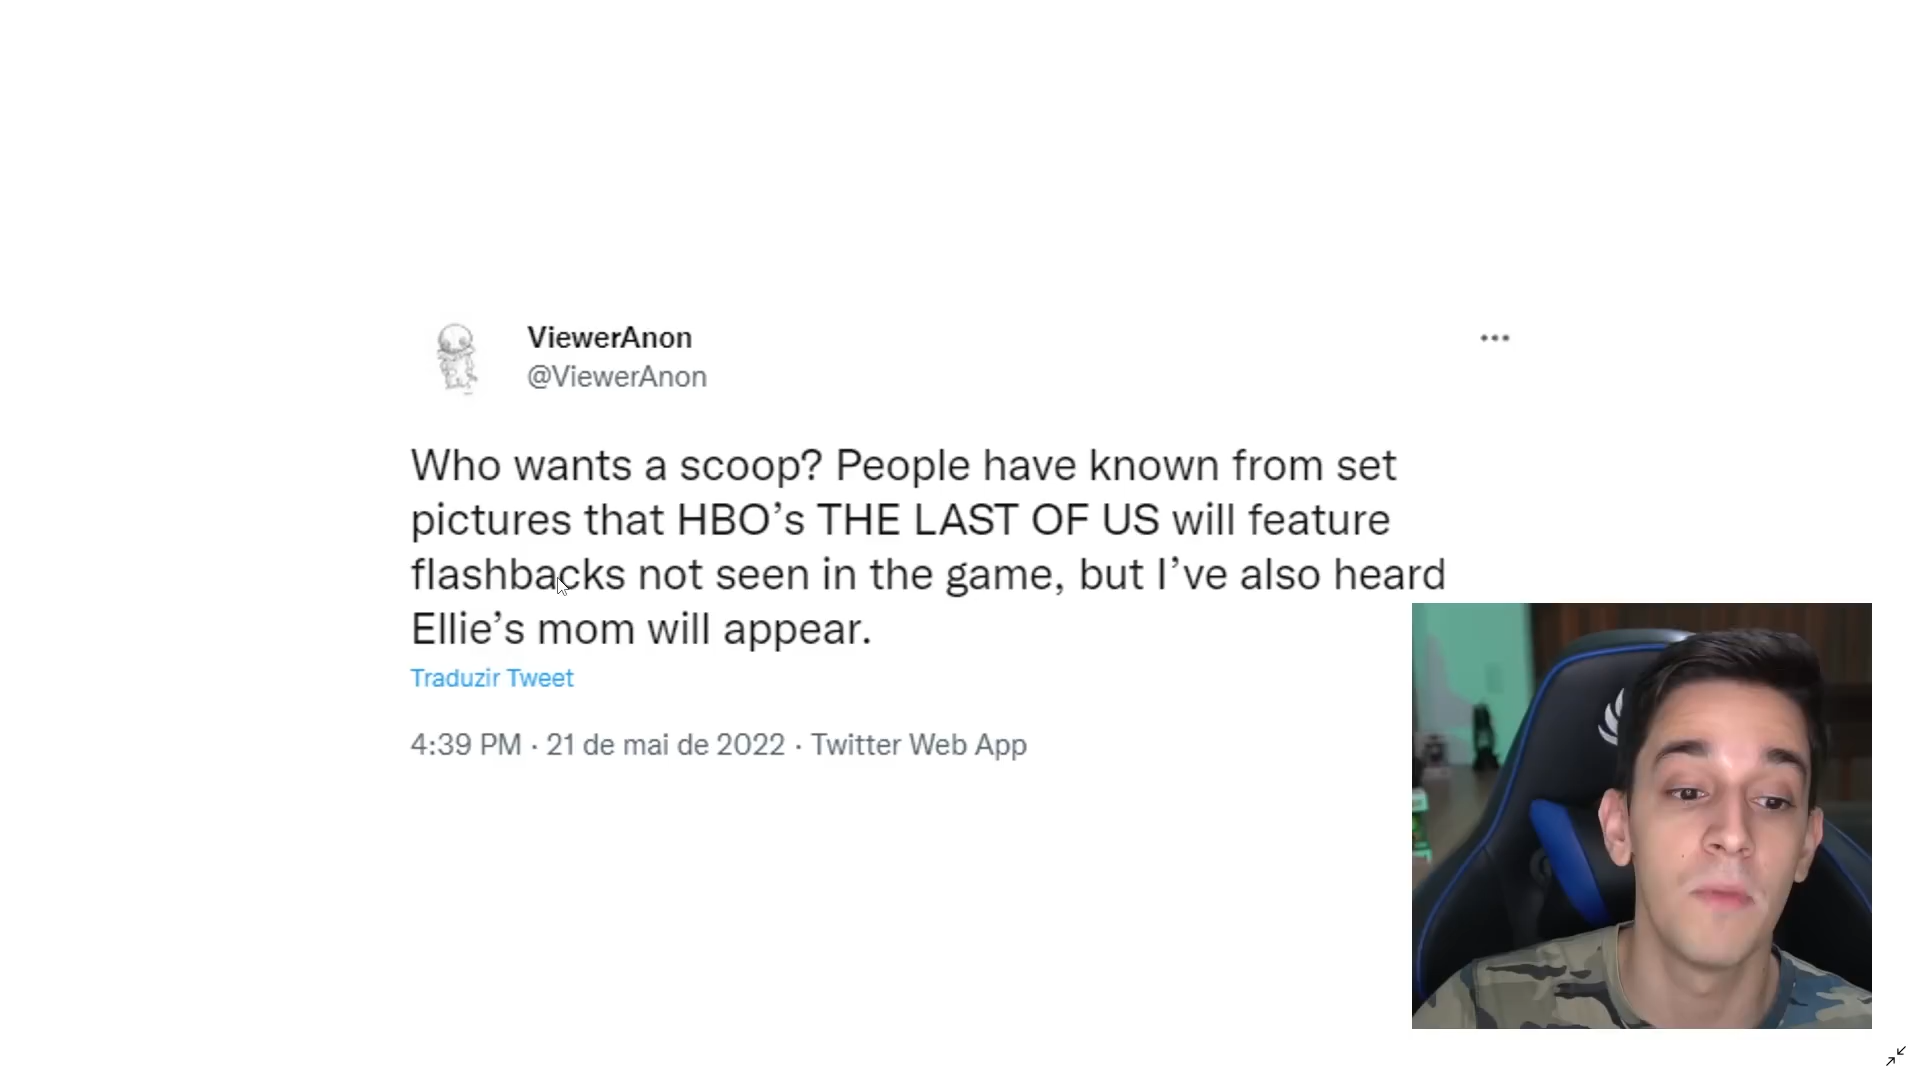 ViewerAnon
@ViewerAnon
Who wants a scoop? People have known from set
pictures that HBO’s THE LAST OF US will feature
flashbacks not seen in the game, but I’ve also heard
Ellie’s mom will appear.
Traduzir Tweet
4:39 PM · 21 de mai de 2022 · Twitter Web App